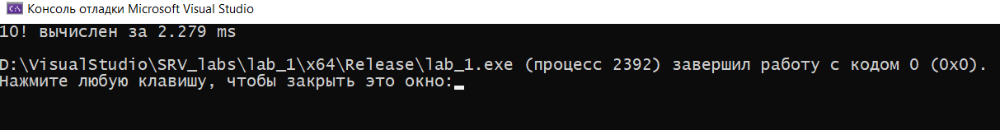 Консоль отладки Microsoft Visual Studio
10! вычислен за 2.279 ms
D:\VisualStudio\SRV_labs\lab_1\x64\Release\lab_1.exe (процесс 2392) завершил работу с кодом 0 (0x0).
Нажмите любую клавишу, чтобы закрыть это окно: